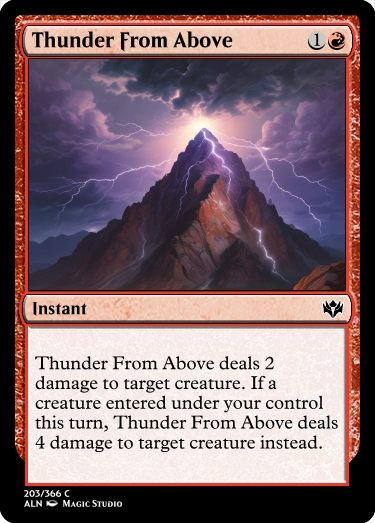 Thunder From Above 1
Instant
Thunder From Above deals 2
damage to target creature. If a
creature entered under your control
this turn, Thunder From Above deals
4 damage to target creature instead.
203/366 C
ALN Magic Studio